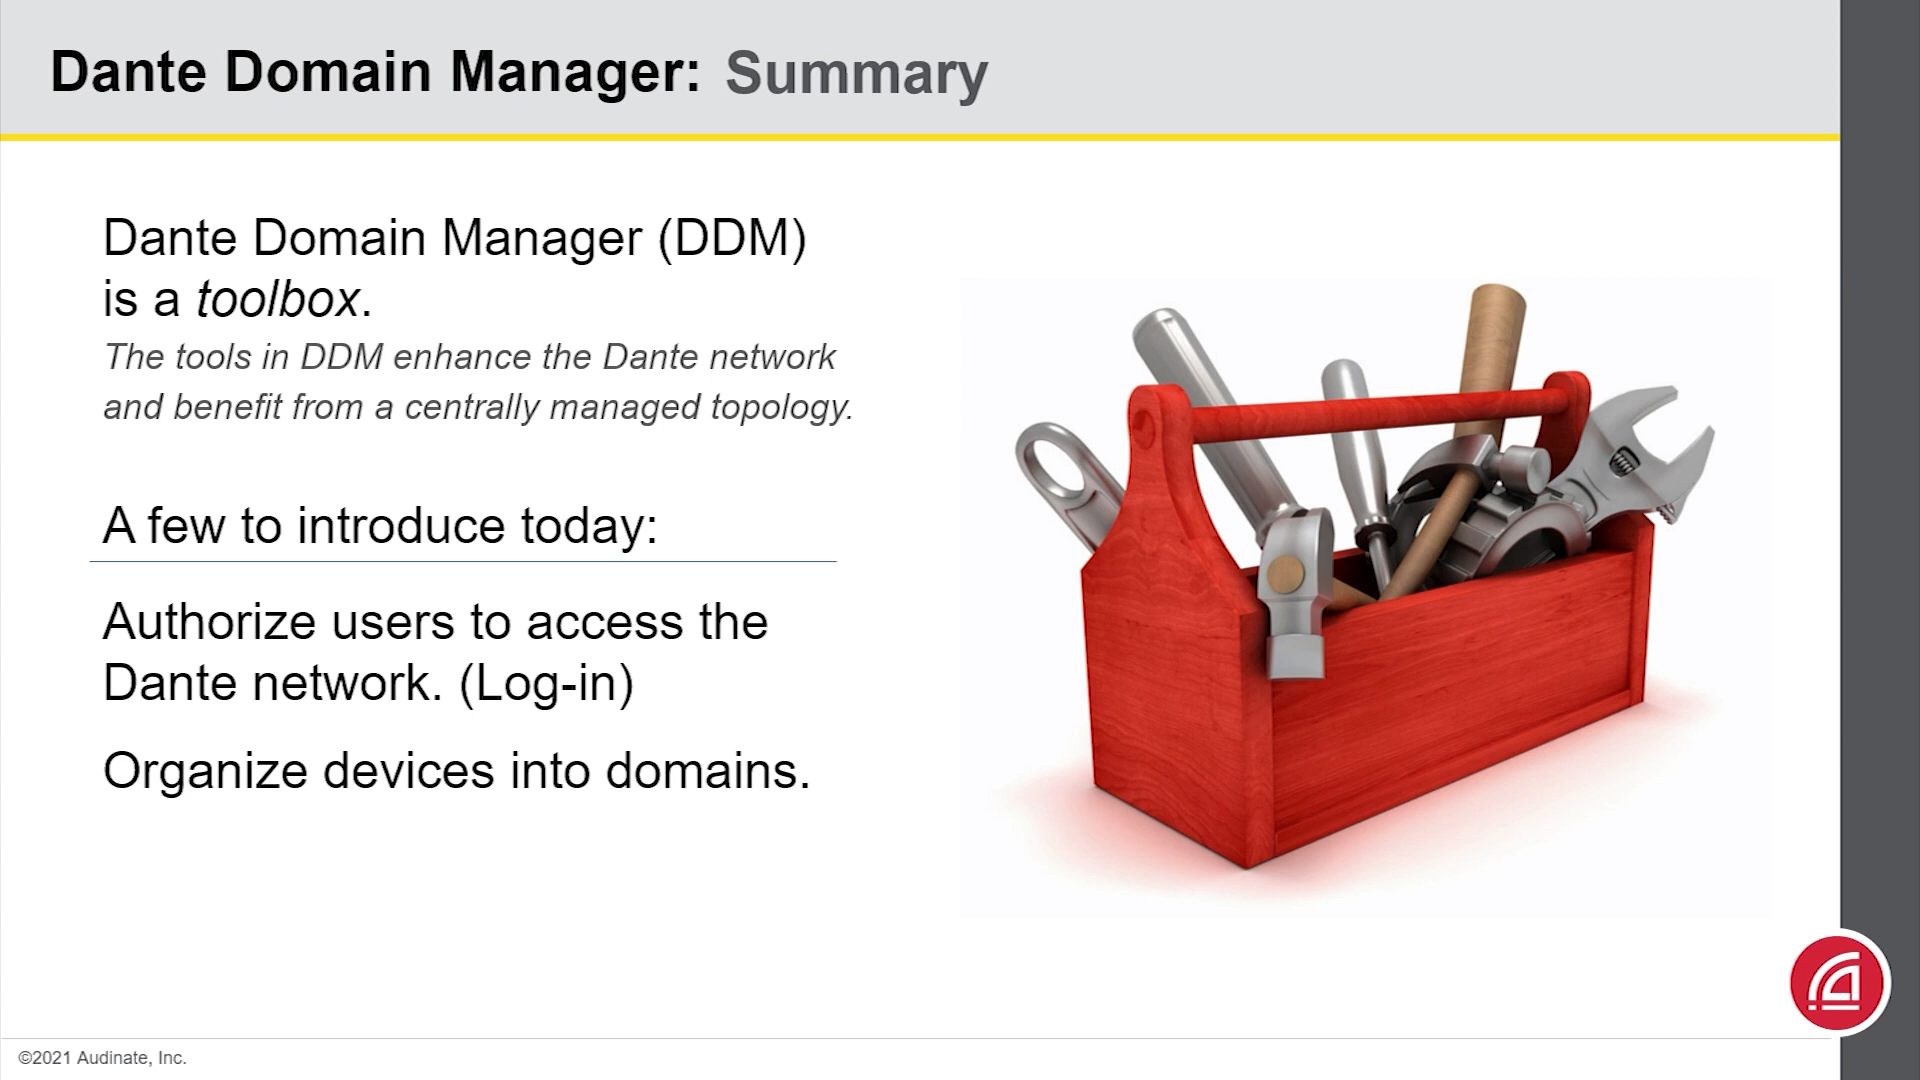 Dante Domain Manager: Summary
Dante Domain Manager (DDM)
is a toolbox.
The tools in DDM enhance the Dante network
and benefit from a centrally managed topology.
A few to introduce today:
Authorize users to access the
Dante network. (Log-in)
Organize devices into domains.
©2021 Audinate, Inc.